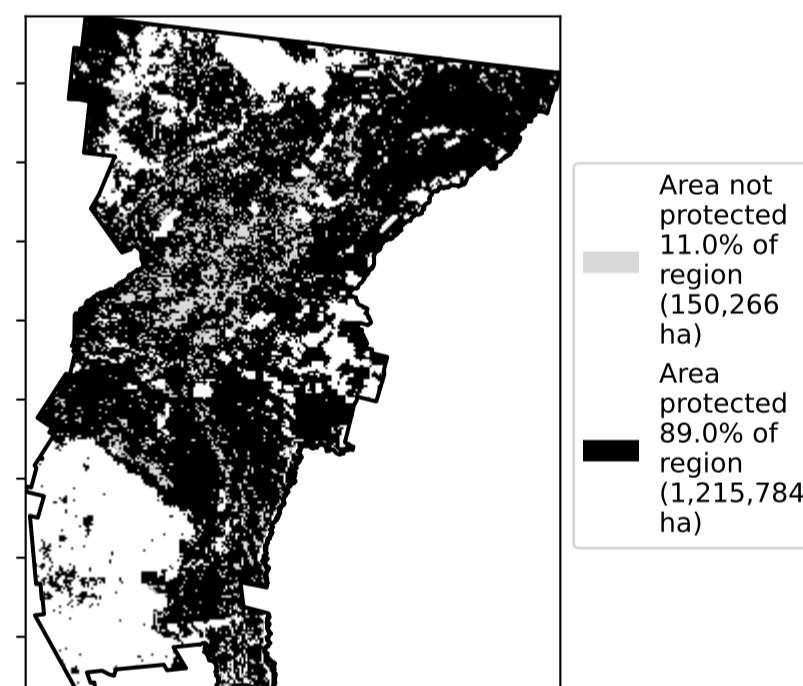 Area not
protected
11.0% of
region
(150,266
ha)
Area
protected
89.0% of
region
(1,215,784
ha)